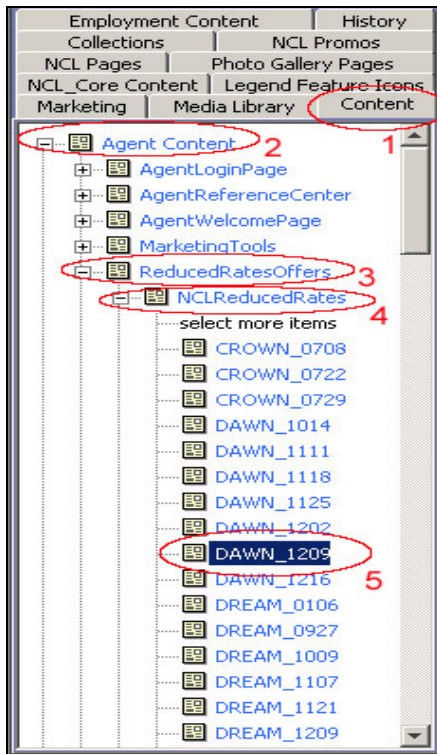 Employment Content History
Collections NCL Promos
NCL Pages Photo Gallery Pages
NCL_Core Content Legend Feature Icons
Marketing Media Library Content
1
Agent Content 2
AgentLoginPage
AgentReferenceCenter
AgentWelcomePage
MarketingTools
ReducedRatesOffers 3
NCLReducedRates 4
select more items
CROWN_0708
CROWN_0722
CROWN_0729
DAWN_1014
DAWN_1111
DAWN_1118
DAWN_1125
DAWN_1202
DAWN_1209
DAWN_1216 5
DREAM_0106
DREAM_0927
DREAM_1009
DREAM_1107
DREAM_1121
DREAM_1209